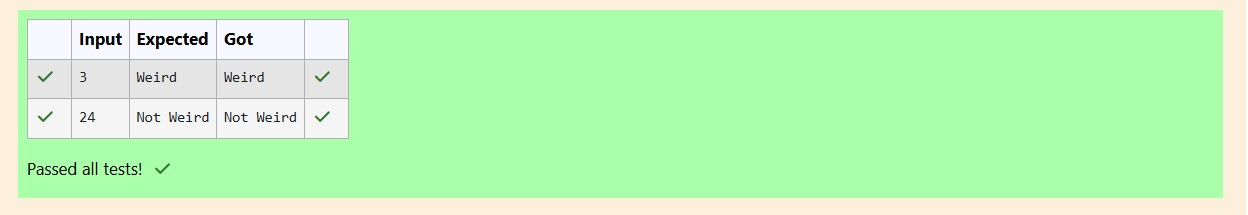 Input Expected Got
3 Weird Weird
24 Not Weird Not Weird
Passed all tests!